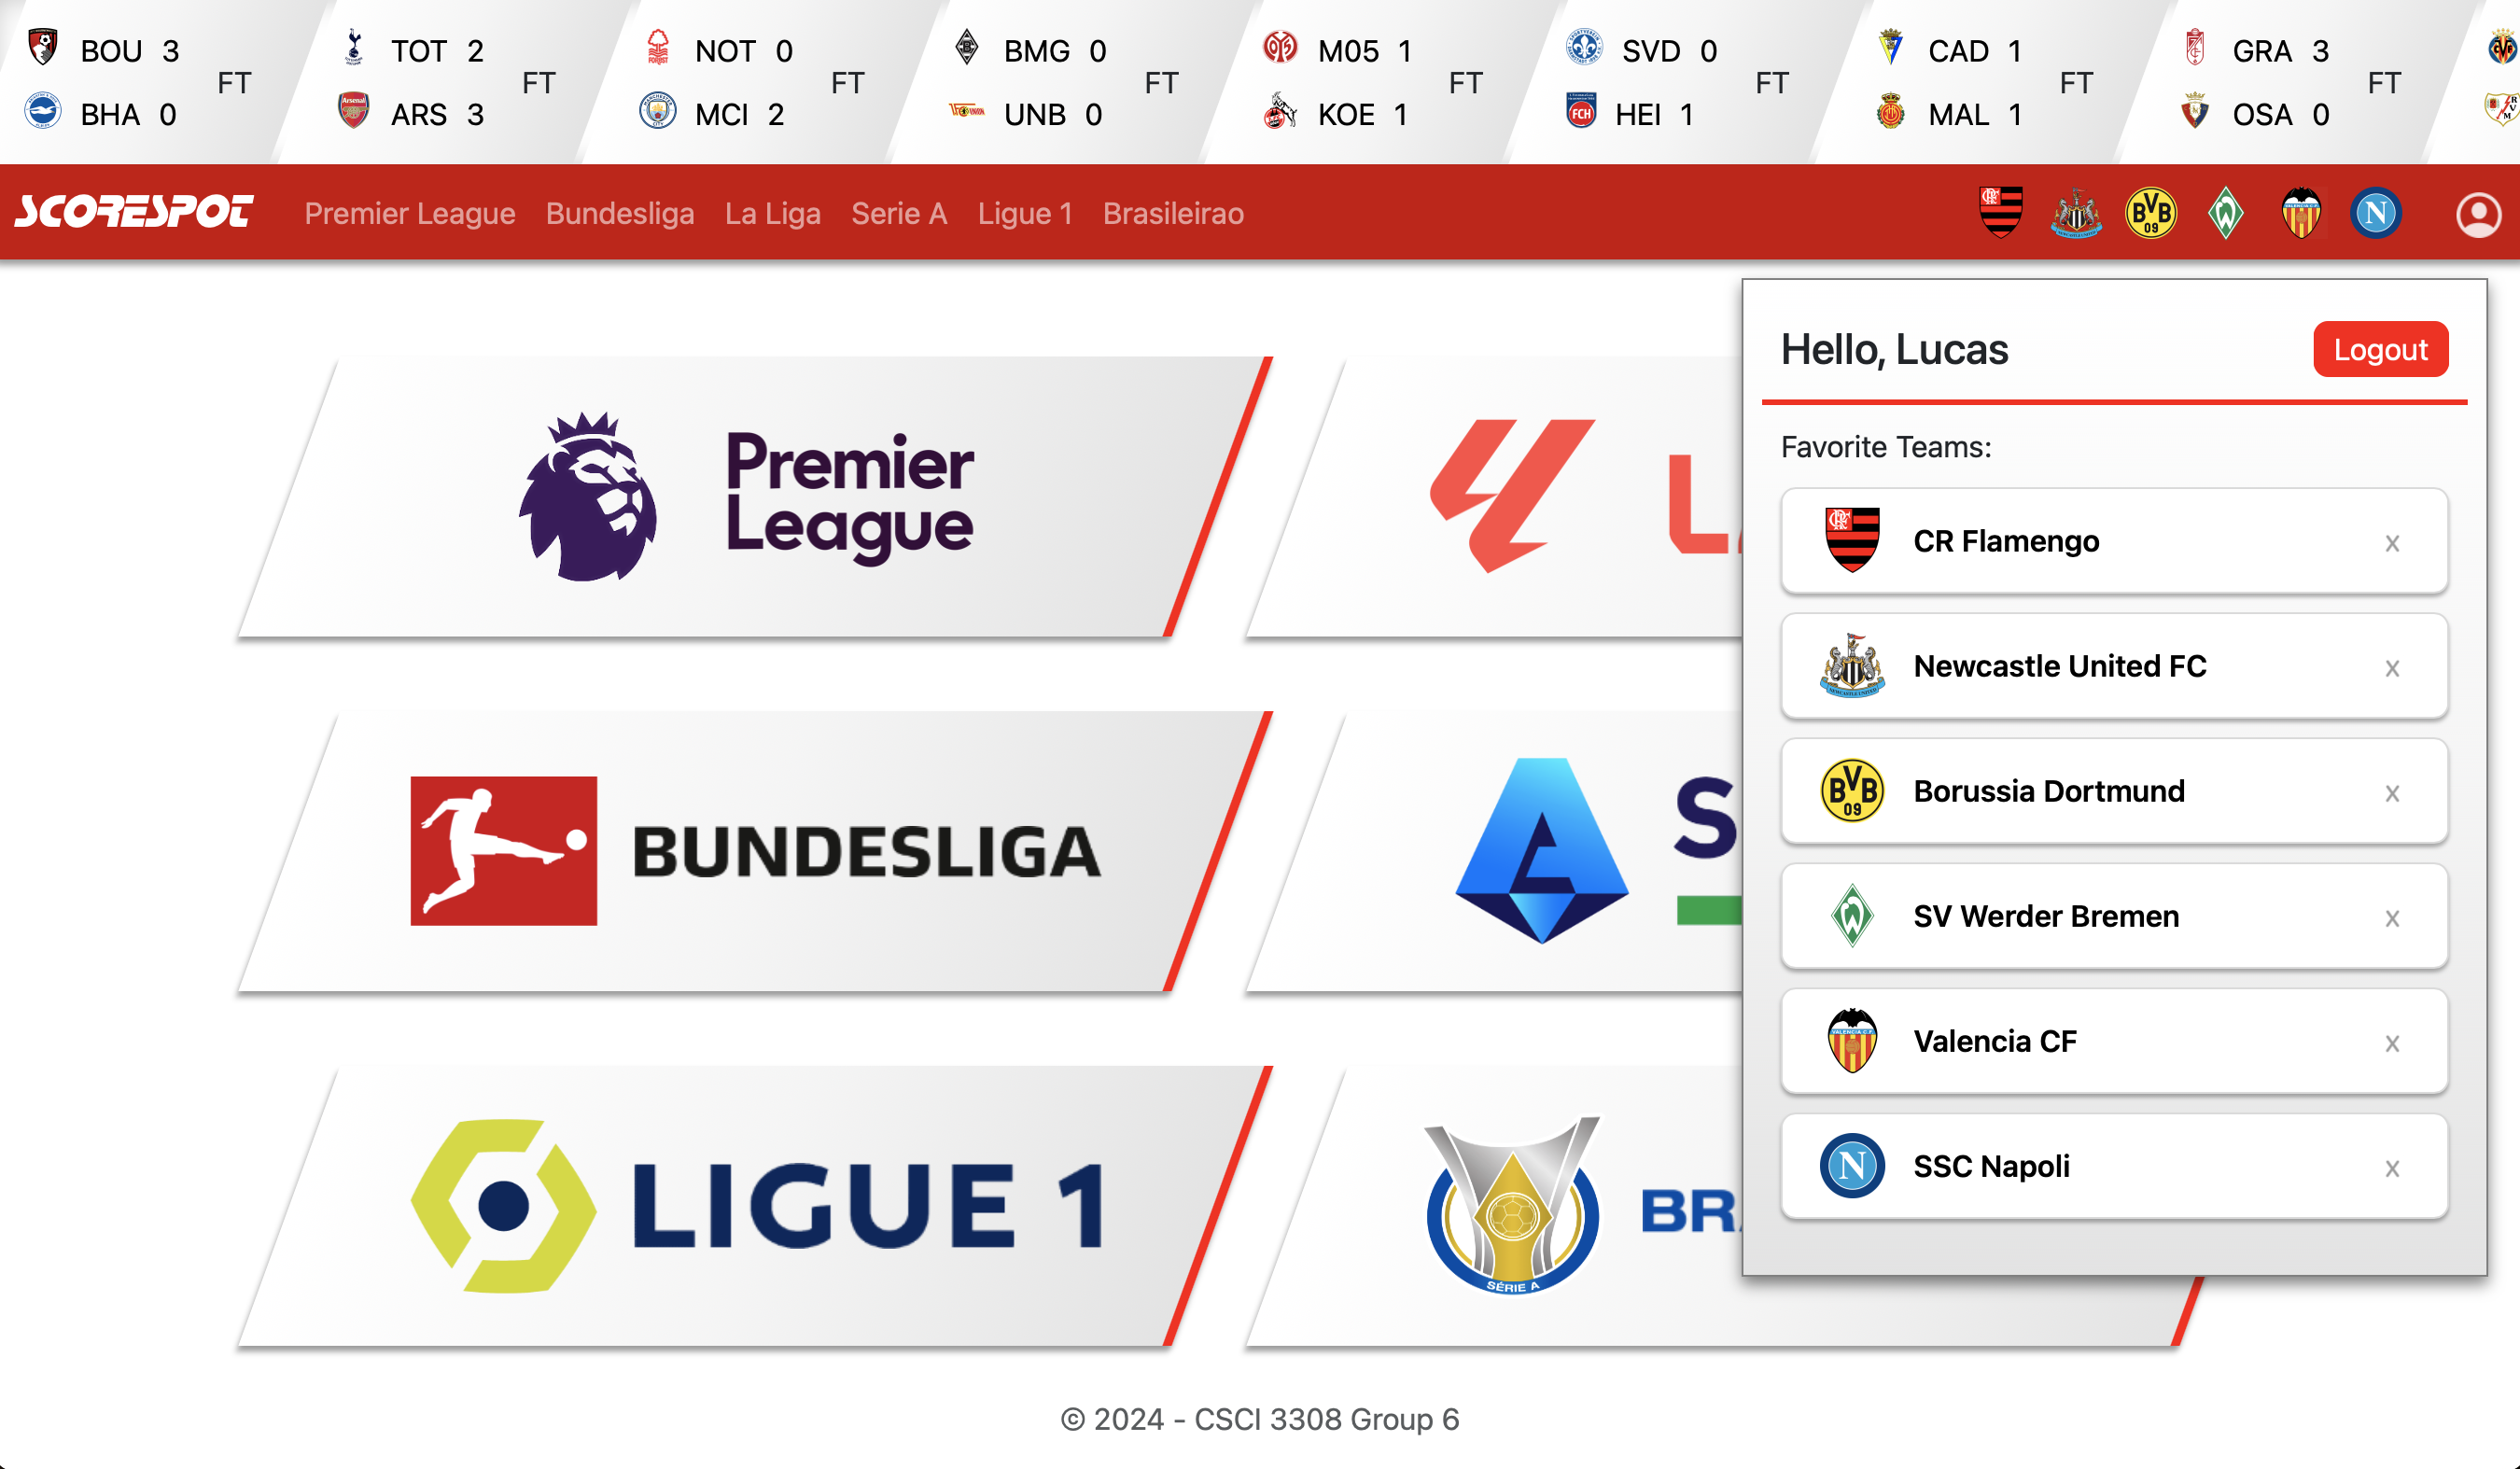 BOU 3
BHA 0
FT
TOT 2
ARS 3
FT
NOT 0
MCI 2
FT
BMG 0
UNB 0
FT
M05 1
KOE 1
FT
SVD 0
HEI 1
FT
CAD 1
MAL 1
FT
GRA 3
OSA 0
FT
SCORESPOT
Premier League Bundesliga La Liga Serie A Ligue 1 Brasileirao
Hello, Lucas
Logout
Favorite Teams:
CR Flamengo x
Newcastle United FC x
Borussia Dortmund x
SV Werder Bremen x
Valencia CF x
SSC Napoli x
Premier
League
BUNDESLIGA
LIGUE 1
SÉRIE A
© 2024 - CSCI 3308 Group 6